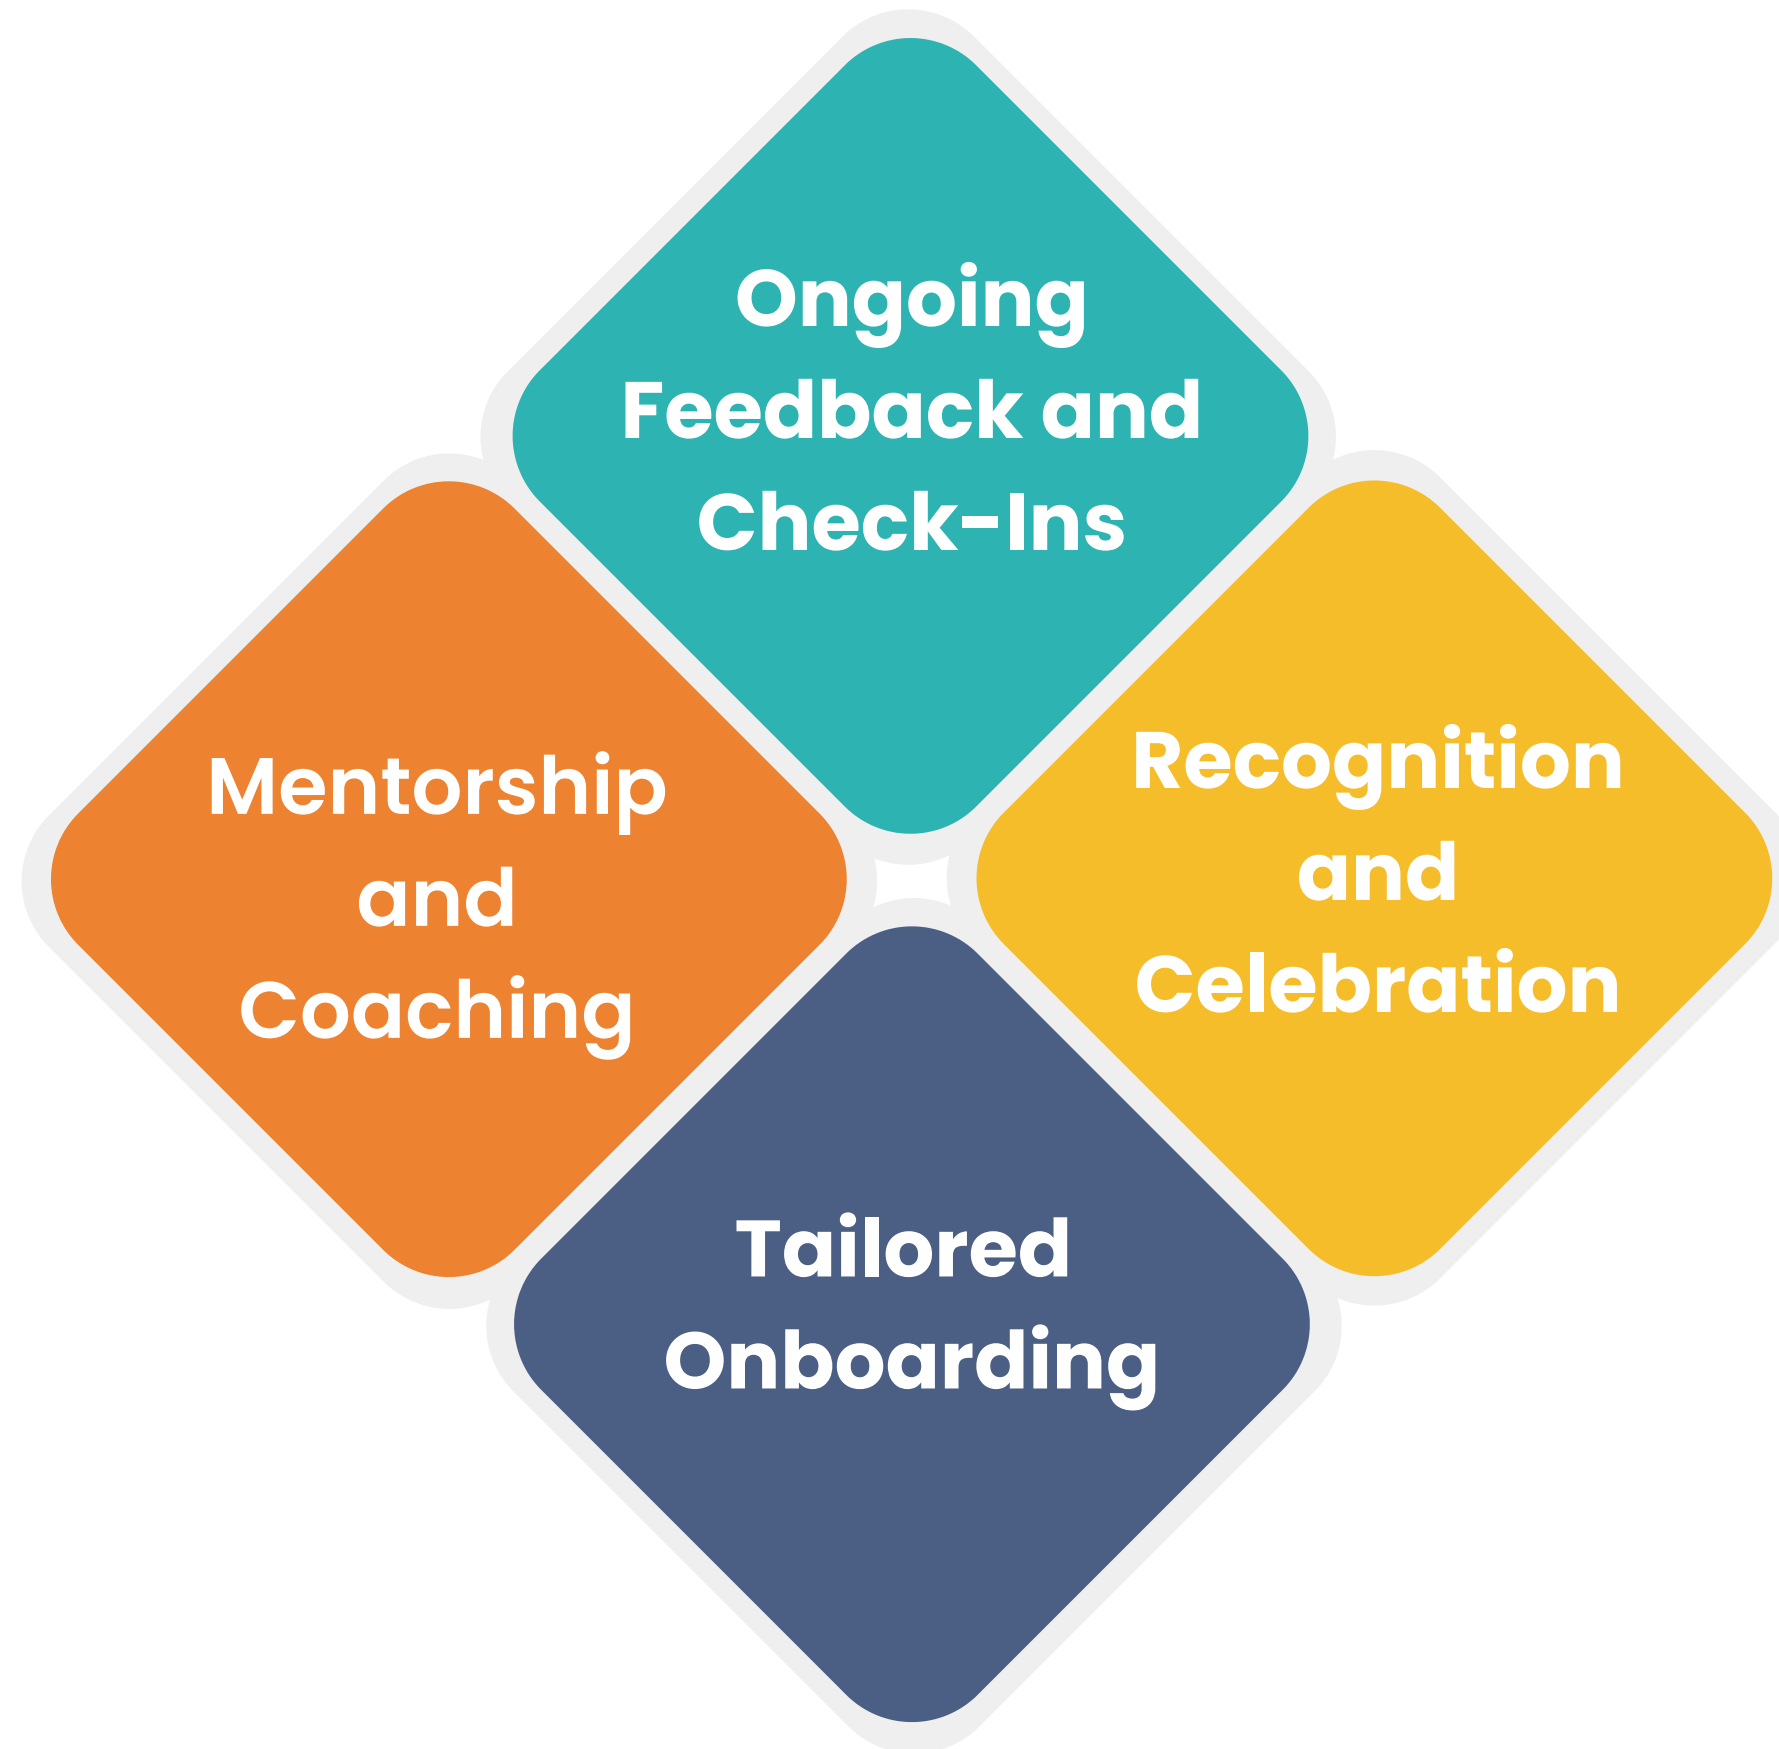 Ongoing
Feedback and
Check-Ins
Mentorship
and
Coaching
Recognition
and
Celebration
Tailored
Onboarding